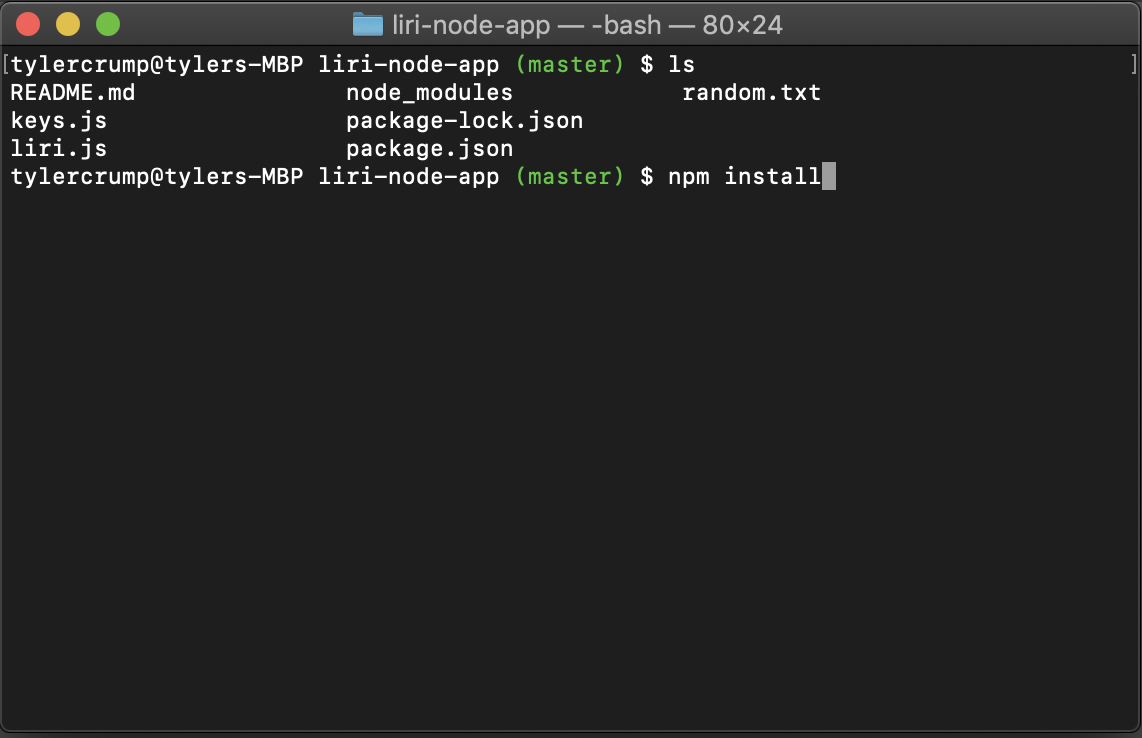 liri-node-app — -bash — 80×24
[tylercrump@tylers-MBP liri-node-app (master) $ ls ]
README.md node_modules random.txt
keys.js package-lock.json
liri.js package.json
tylercrump@tylers-MBP liri-node-app (master) $ npm install